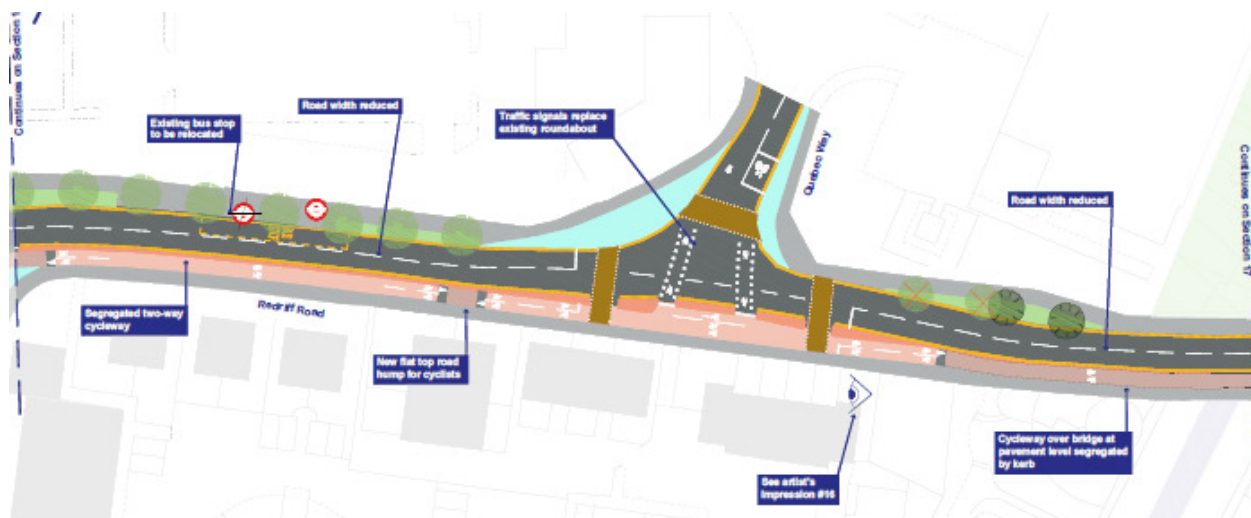 Continues on Section 1
Existing bus stop
to be relocated
Road width reduced
Traffic signals replace
existing roundabout
Quebec Way
Road width reduced
Continues on Section 17
Segregated two-way
cycleway
Redriff Road
New flat top road
hump for cyclists
See artist's
impression #16
Cycleway over bridge at
pavement level segregated
by kerb